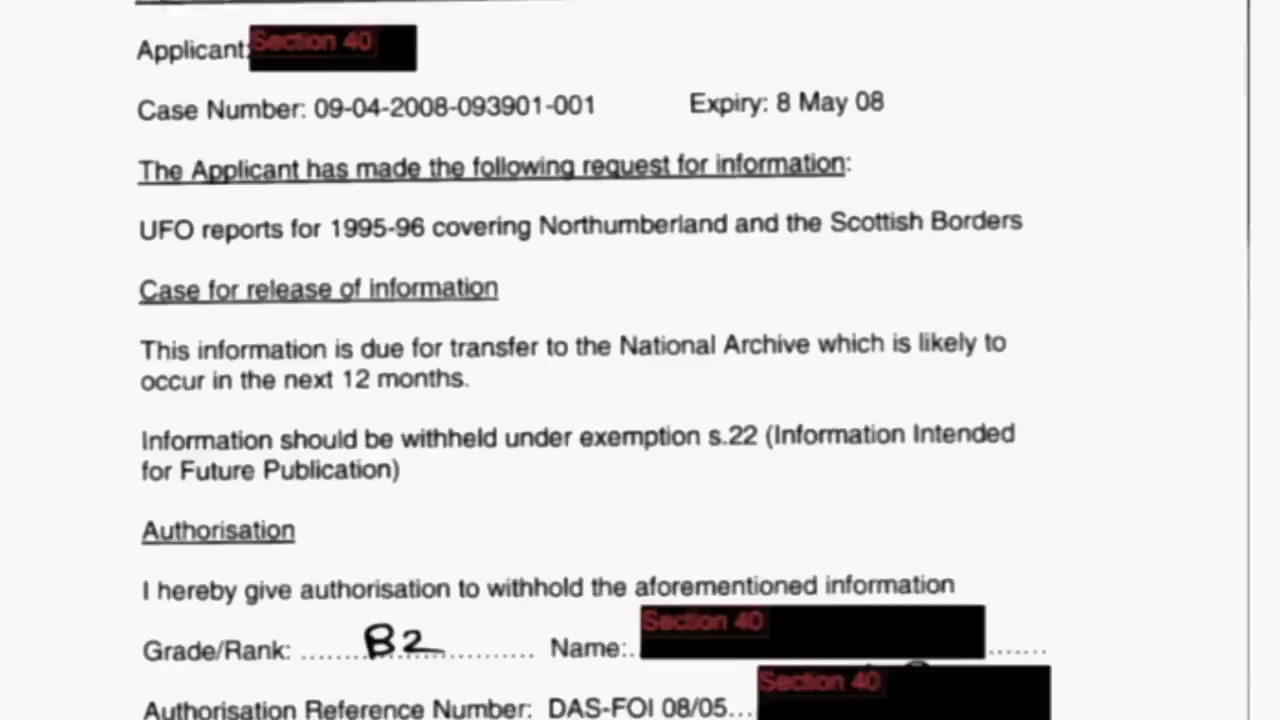 Applicant: Section 40
Case Number: 09-04-2008-093901-001 Expiry: 8 May 08
The Applicant has made the following request for information:
UFO reports for 1995-96 covering Northumberland and the Scottish Borders
Case for release of information
This information is due for transfer to the National Archive which is likely to
occur in the next 12 months.
Information should be withheld under exemption s.22 (Information Intended
for Future Publication)
Authorisation
I hereby give authorisation to withhold the aforementioned information
Grade/Rank: .......B2............. Name:. Section 40 .......
Authorisation Reference Number: DAS-FOI 08/05... Section 40